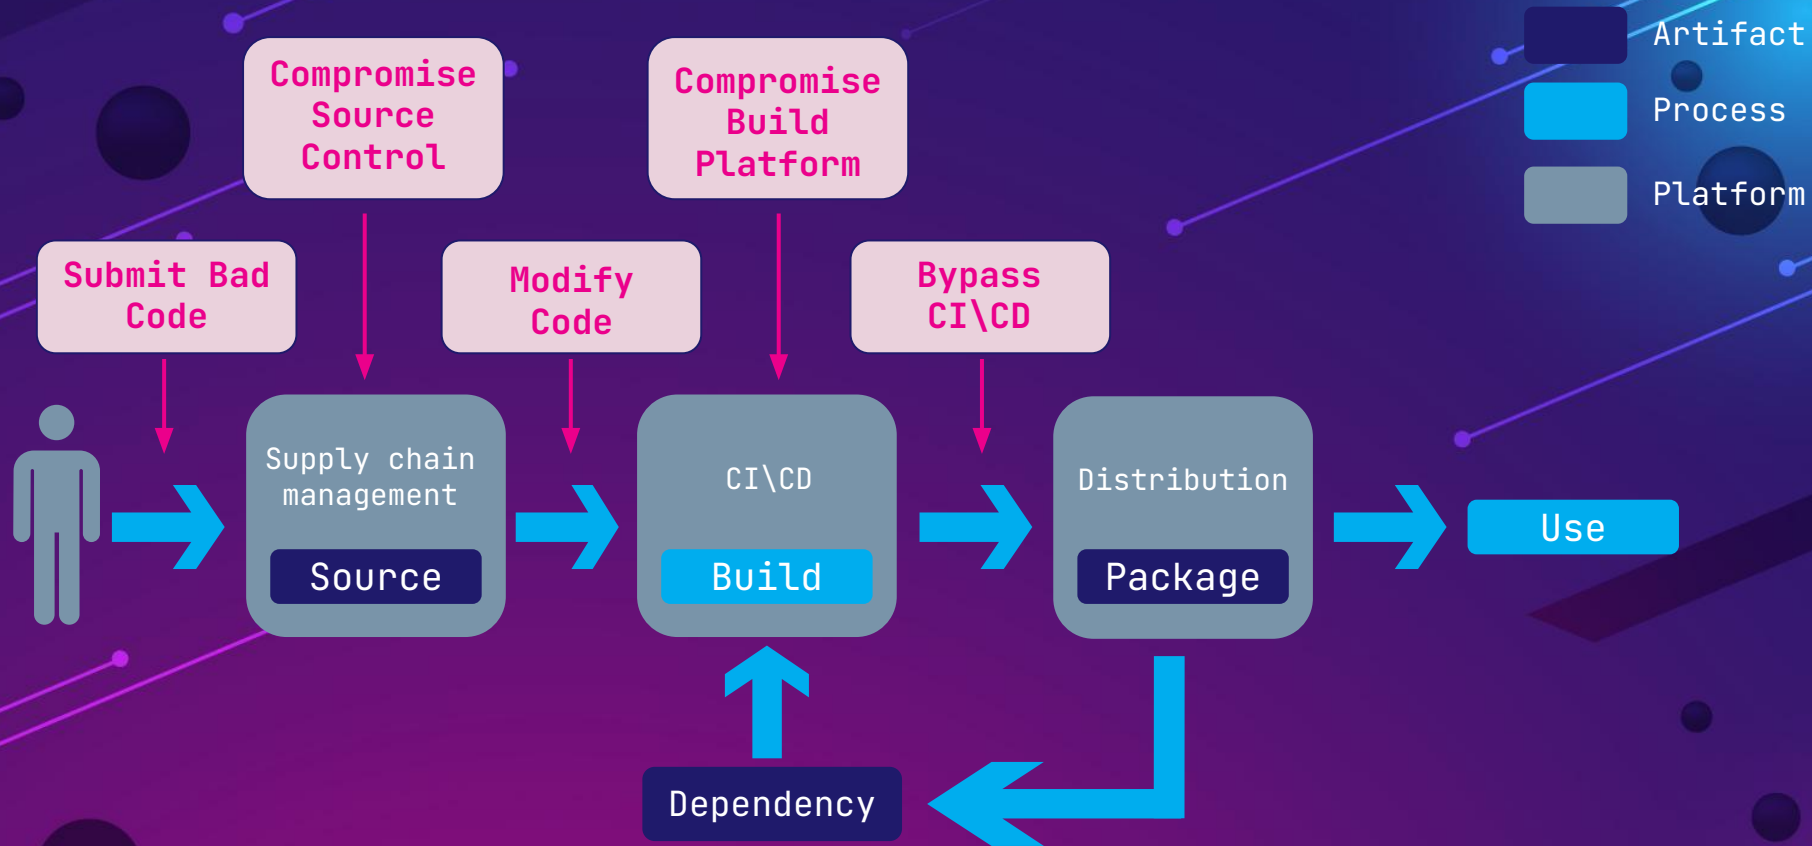 Compromise
Source
Control
Compromise
Build
Platform
Artifact
Process
Platform
Submit Bad
Code
Modify
Code
Bypass
CI\CD
Supply chain
management
Source
CI\CD
Build
Distribution
Package
Use
Dependency